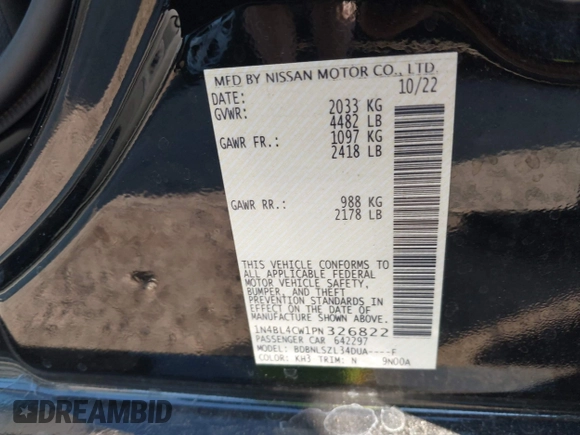 MFD BY NISSAN MOTOR CO., LTD.
DATE: 10/22
GVWR: 2033 KG
4482 LB
GAWR FR.: 1097 KG
2418 LB
GAWR RR.: 988 KG
2178 LB
THIS VEHICLE CONFORMS TO
ALL APPLICABLE FEDERAL
MOTOR VEHICLE SAFETY,
BUMPER, AND THEFT
PREVENTION STANDARDS IN
EFFECT ON THE DATE OF
MANUFACTURE SHOWN ABOVE.
1N4BL4CW1PN326822
PASSENGER CAR 642297
MODEL: BDBNLSZL34DUA----F
COLOR: KH3 TRIM: N 9N00A
DREAMBID